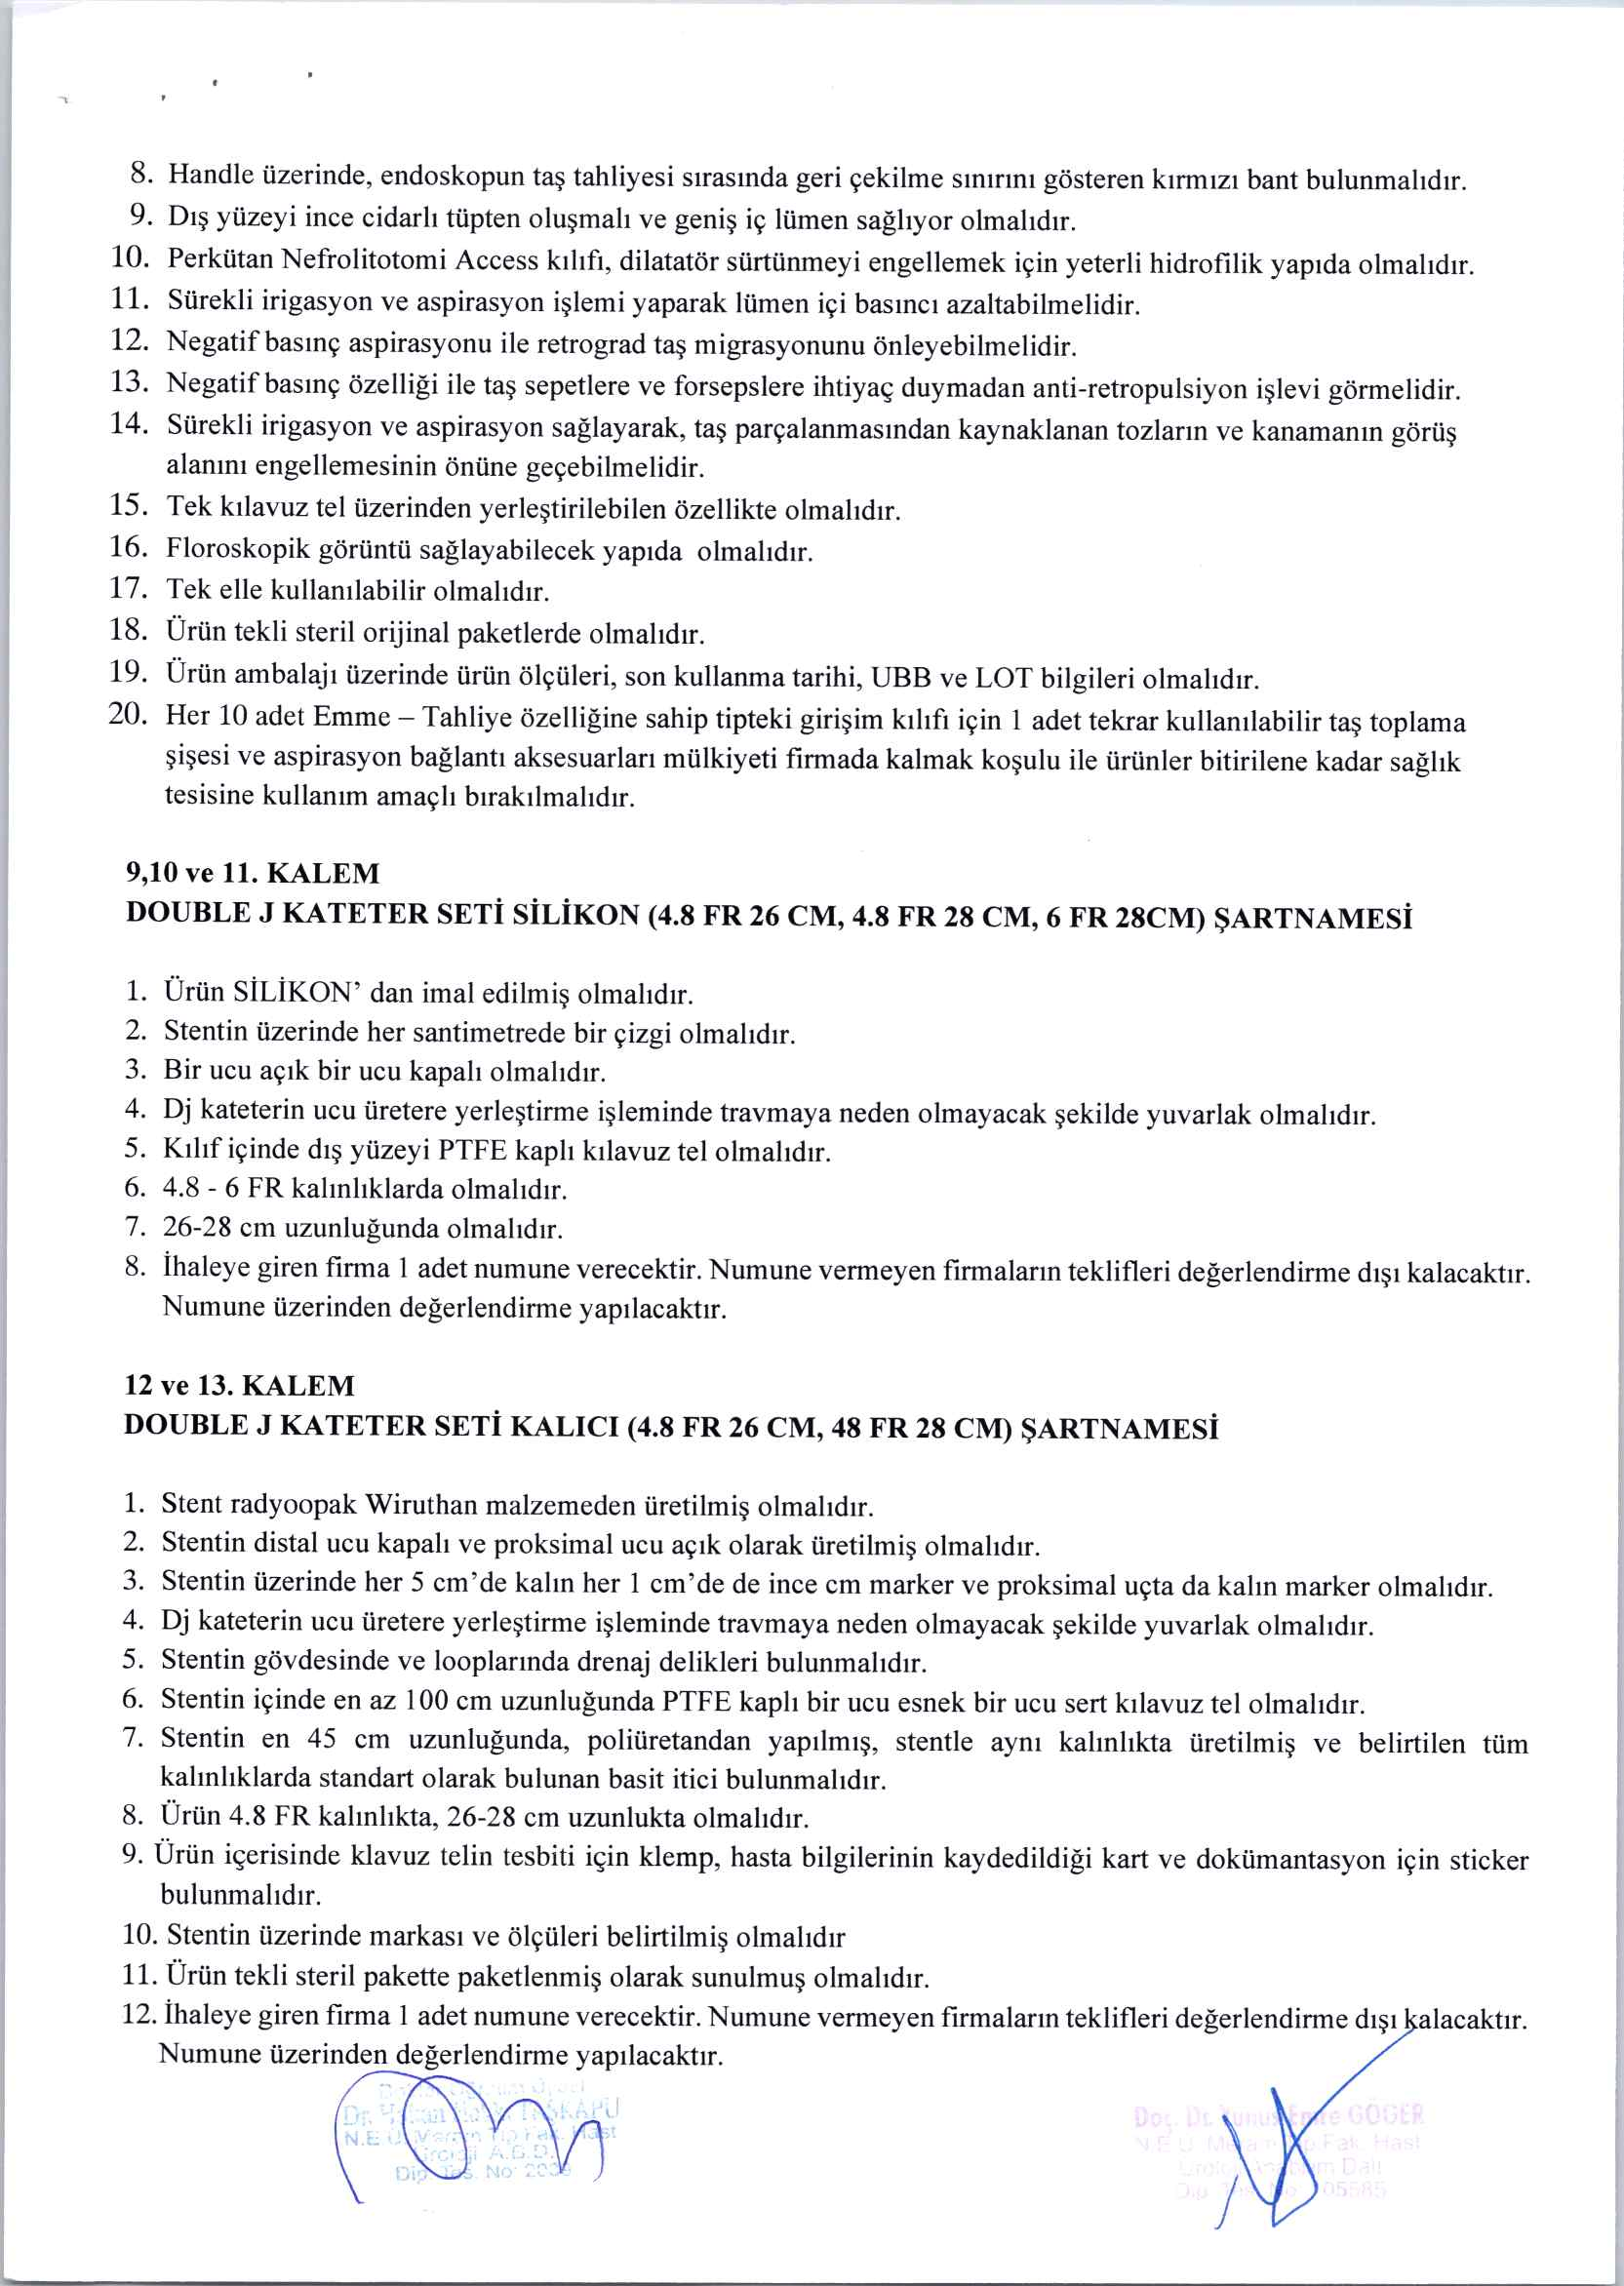 8. Handle üzerinde, endoskopun taş tahliyesi sırasında geri çekilme sınırını gösteren kırmızı bant bulunmalıdır.
9. Dış yüzeyi ince cidarlı tüpten oluşmalı ve geniş iç lümen sağlıyor olmalıdır.
10. Perkütan Nefrolitotomi Access kılıfı, dilatatör sürtünmeyi engellemek için yeterli hidrofilik yapıda olmalıdır.
11. Sürekli irigasyon ve aspirasyon işlemi yaparak lümen içi basıncı azaltabilmelidir.
12. Negatif basınç aspirasyonu ile retrograd taş migrasyonunu önleyebilmelidir.
13. Negatif basınç özelliği ile taş sepetlere ve forsepslere ihtiyaç duymadan anti-retropulsiyon işlevi görmelidir.
14. Sürekli irigasyon ve aspirasyon sağlayarak, taş parçalanmasından kaynaklanan tozların ve kanamanın görüş
alanını engellemesinin önüne geçebilmelidir.
15. Tek kılavuz tel üzerinden yerleştirilebilen özellikte olmalıdır.
16. Floroskopik görüntü sağlayabilecek yapıda olmalıdır.
17. Tek elle kullanılabilir olmalıdır.
18. Ürün tekli steril orijinal paketlerde olmalıdır.
19. Ürün ambalajı üzerinde ürün ölçüleri, son kullanma tarihi, UBB ve LOT bilgileri olmalıdır.
20. Her 10 adet Emme – Tahliye özelliğine sahip tipteki girişim kılıfı için 1 adet tekrar kullanılabilir taş toplama
şişesi ve aspirasyon bağlantı aksesuarları mülkiyeti firmada kalmak koşulu ile ürünler bitirilene kadar sağlık
tesisine kullanım amaçlı bırakılmalıdır.
9,10 ve 11. KALEM
DOUBLE J KATETER SETİ SİLİKON (4.8 FR 26 CM, 4.8 FR 28 CM, 6 FR 28CM) ŞARTNAMESİ
1. Ürün SİLİKON’ dan imal edilmiş olmalıdır.
2. Stentin üzerinde her santimetrede bir çizgi olmalıdır.
3. Bir ucu açık bir ucu kapalı olmalıdır.
4. Dj kateterin ucu üretere yerleştirme işleminde travmaya neden olmayacak şekilde yuvarlak olmalıdır.
5. Kılıf içinde dış yüzeyi PTFE kaplı kılavuz tel olmalıdır.
6. 4.8 - 6 FR kalınlıklarda olmalıdır.
7. 26-28 cm uzunluğunda olmalıdır.
8. İhaleye giren firma 1 adet numune verecektir. Numune vermeyen firmaların teklifleri değerlendirme dışı kalacaktır.
Numune üzerinden değerlendirme yapılacaktır.
12 ve 13. KALEM
DOUBLE J KATETER SETİ KALICI (4.8 FR 26 CM, 48 FR 28 CM) ŞARTNAMESİ
1. Stent radyoopak Wiruthan malzemeden üretilmiş olmalıdır.
2. Stentin distal ucu kapalı ve proksimal ucu açık olarak üretilmiş olmalıdır.
3. Stentin üzerinde her 5 cm’de kalın her 1 cm’de de ince cm marker ve proksimal uçta da kalın marker olmalıdır.
4. Dj kateterin ucu üretere yerleştirme işleminde travmaya neden olmayacak şekilde yuvarlak olmalıdır.
5. Stentin gövdesinde ve looplarında drenaj delikleri bulunmalıdır.
6. Stentin içinde en az 100 cm uzunluğunda PTFE kaplı bir ucu esnek bir ucu sert kılavuz tel olmalıdır.
7. Stentin en 45 cm uzunluğunda, poliüretandan yapılmış, stentle aynı kalınlıkta üretilmiş ve belirtilen tüm
kalınlıklarda standart olarak bulunan basit itici bulunmalıdır.
8. Ürün 4.8 FR kalınlıkta, 26-28 cm uzunlukta olmalıdır.
9. Ürün içerisinde klavuz telin tesbiti için klemp, hasta bilgilerinin kaydedildiği kart ve dokümantasyon için sticker
bulunmalıdır.
10. Stentin üzerinde markası ve ölçüleri belirtilmiş olmalıdır
11. Ürün tekli steril pakette paketlenmiş olarak sunulmuş olmalıdır.
12. İhaleye giren firma 1 adet numune verecektir. Numune vermeyen firmaların teklifleri değerlendirme dışı kalacaktır.
Numune üzerinden değerlendirme yapılacaktır.
Dr. TAŞKAPU
N.E.Ü. Meram Tıp Fak. Hast
Üroloji A.B.D.
Dip. Tes. No:
Doç. Dr. Yunus Emre GÖGER
N.E.Ü. Meram Tıp Fak. Hast
Üroloji Anabilim Dalı
Dip. Tes. No